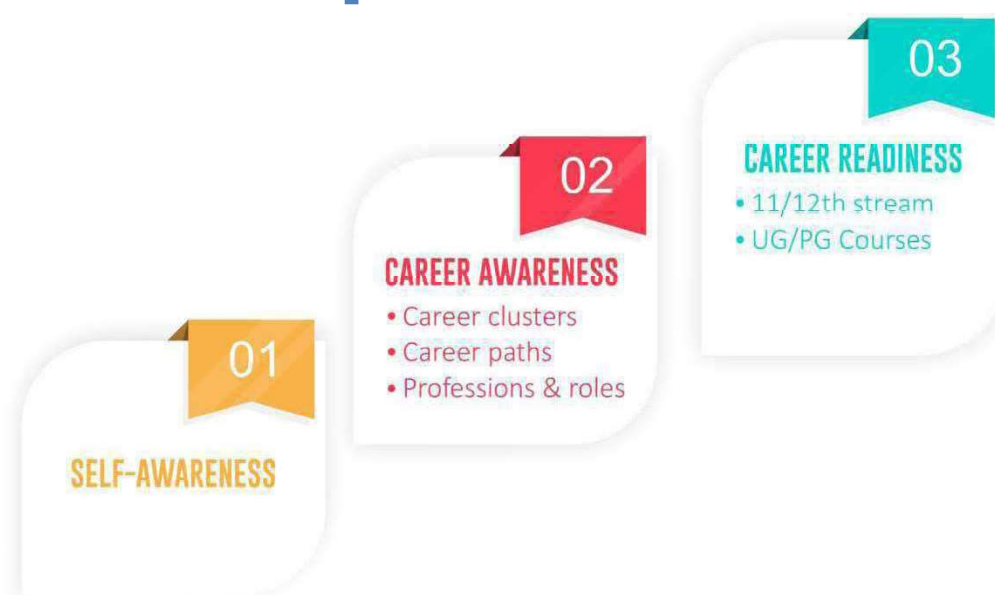 01
SELF-AWARENESS
02
CAREER AWARENESS
• Career clusters
• Career paths
• Professions & roles
03
CAREER READINESS
• 11/12th stream
• UG/PG Courses